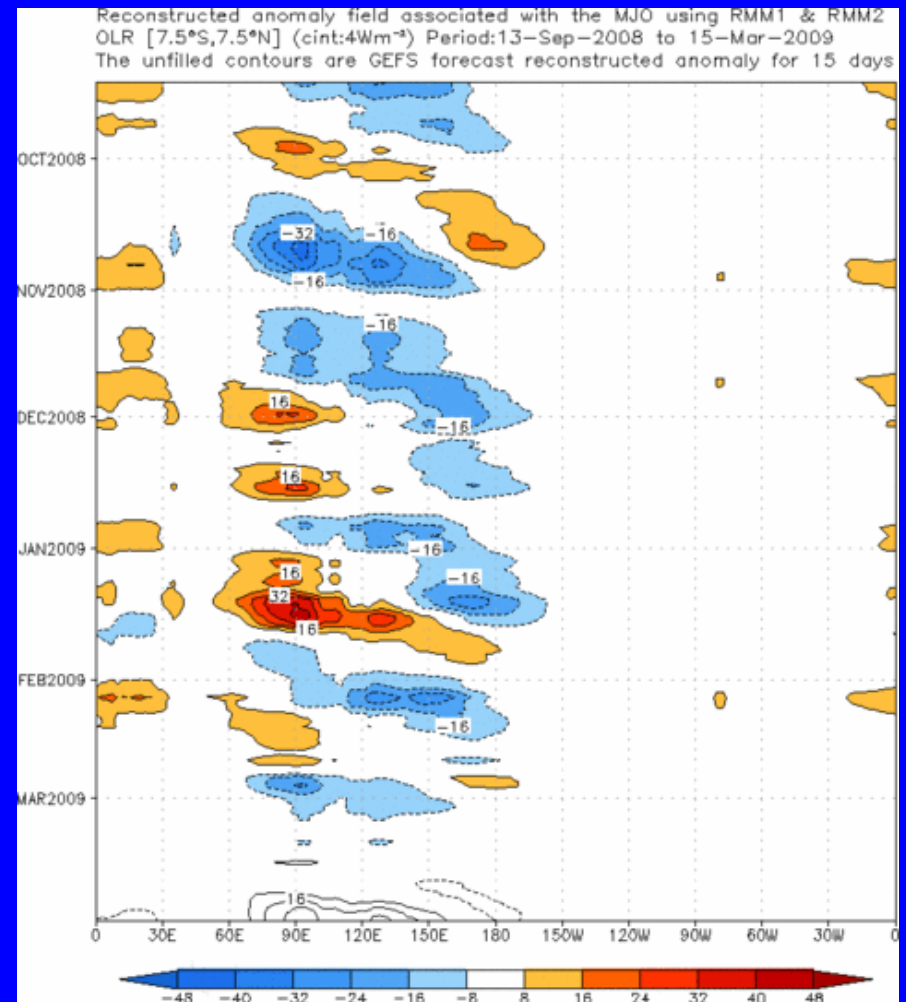 Reconstructed anomaly field associated with the MJO using RMM1 & RMM2
OLR [7.5°S,7.5°N] (cint:4Wm⁻²) Period:13-Sep-2008 to 15-Mar-2009
The unfilled contours are GEFS forecast reconstructed anomaly for 15 days
OCT2008
-32 -16
-16
NOV2008
-16
16
DEC2008
-16
16
JAN2009
-16
16 -16
32
16
FEB2009
-16
MAR2009
16
0 30E 60E 90E 120E 150E 180 150W 120W 90W 60W 30W 0
-48 -40 -32 -24 -16 -8 8 16 24 32 40 48